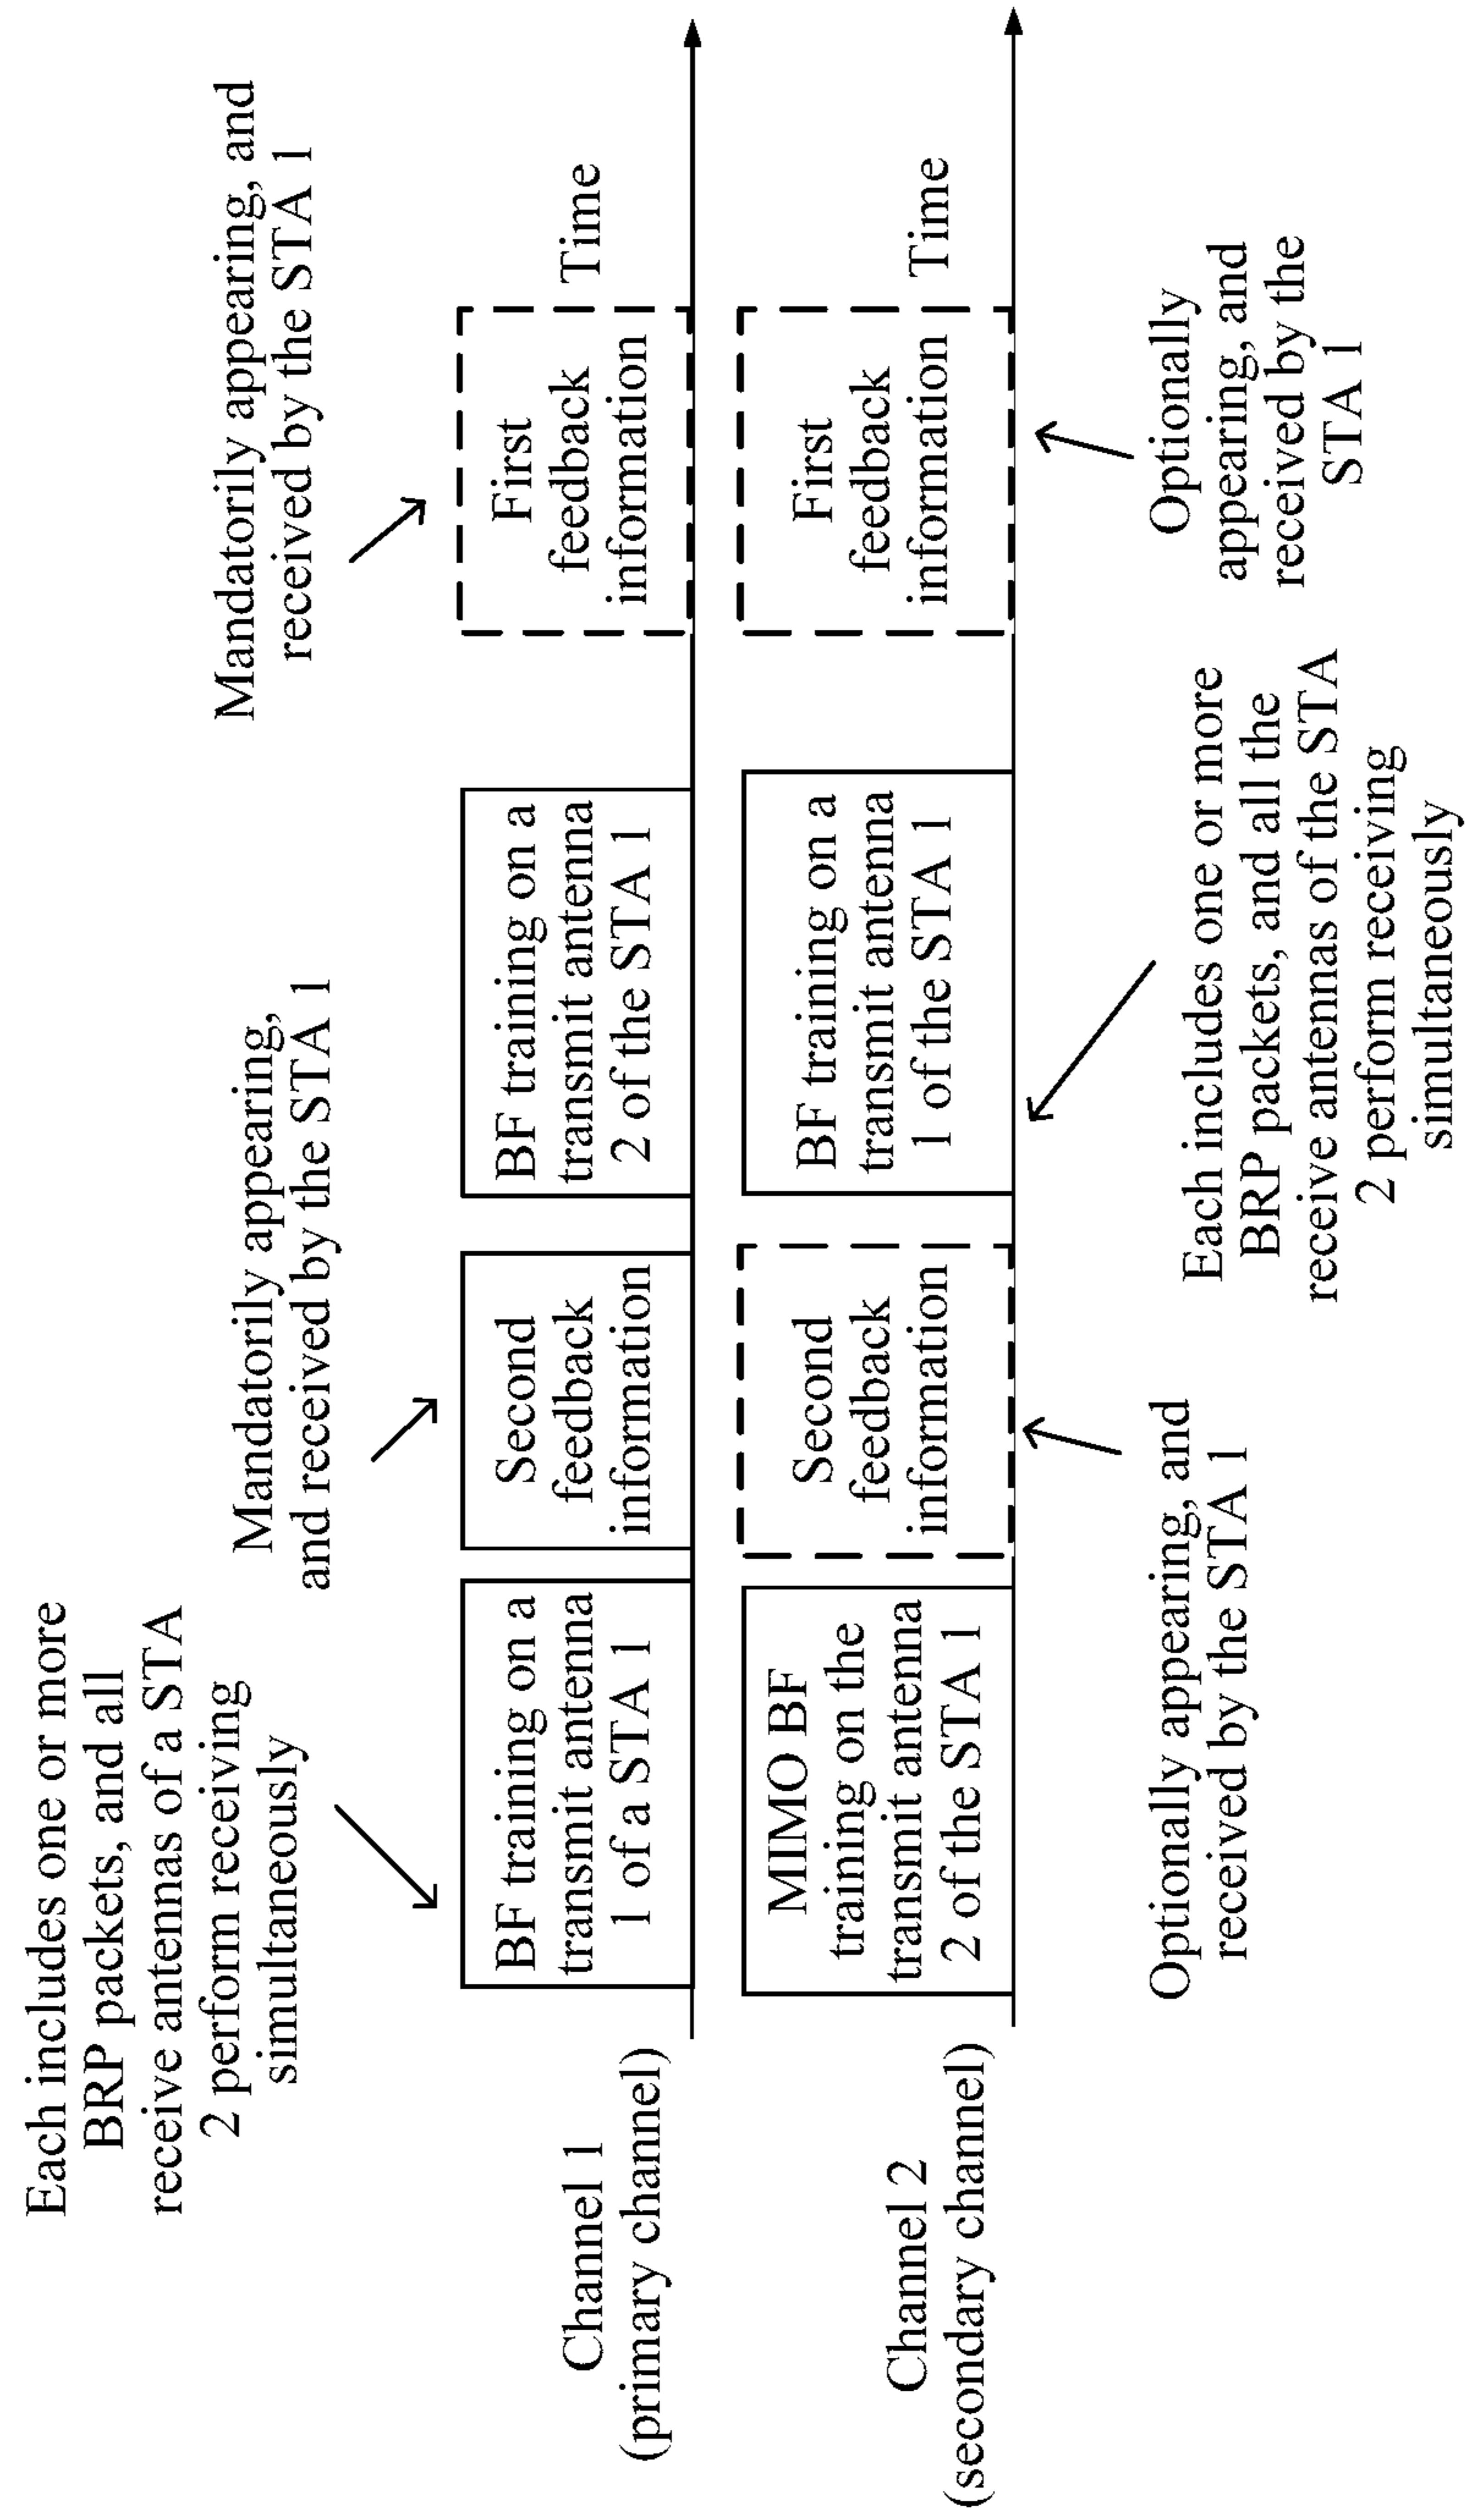 Each includes one or more
BRP packets, and all
receive antennas of a STA
2 perform receiving
simultaneously
Mandatorily appearing,
and received by the STA 1
Mandatorily appearing, and
received by the STA 1
Channel 1
(primary channel)
BF training on a
transmit antenna
1 of a STA 1
Second
feedback
information
BF training on a
transmit antenna
2 of the STA 1
First
feedback
information
Time
Channel 2
(secondary channel)
MIMO BF
training on the
transmit antenna
2 of the STA 1
Second
feedback
information
BF training on a
transmit antenna
1 of the STA 1
First
feedback
information
Time
Optionally appearing, and
received by the STA 1
Each includes one or more
BRP packets, and all the
receive antennas of the STA
2 perform receiving
simultaneously
Optionally
appearing, and
received by the
STA 1